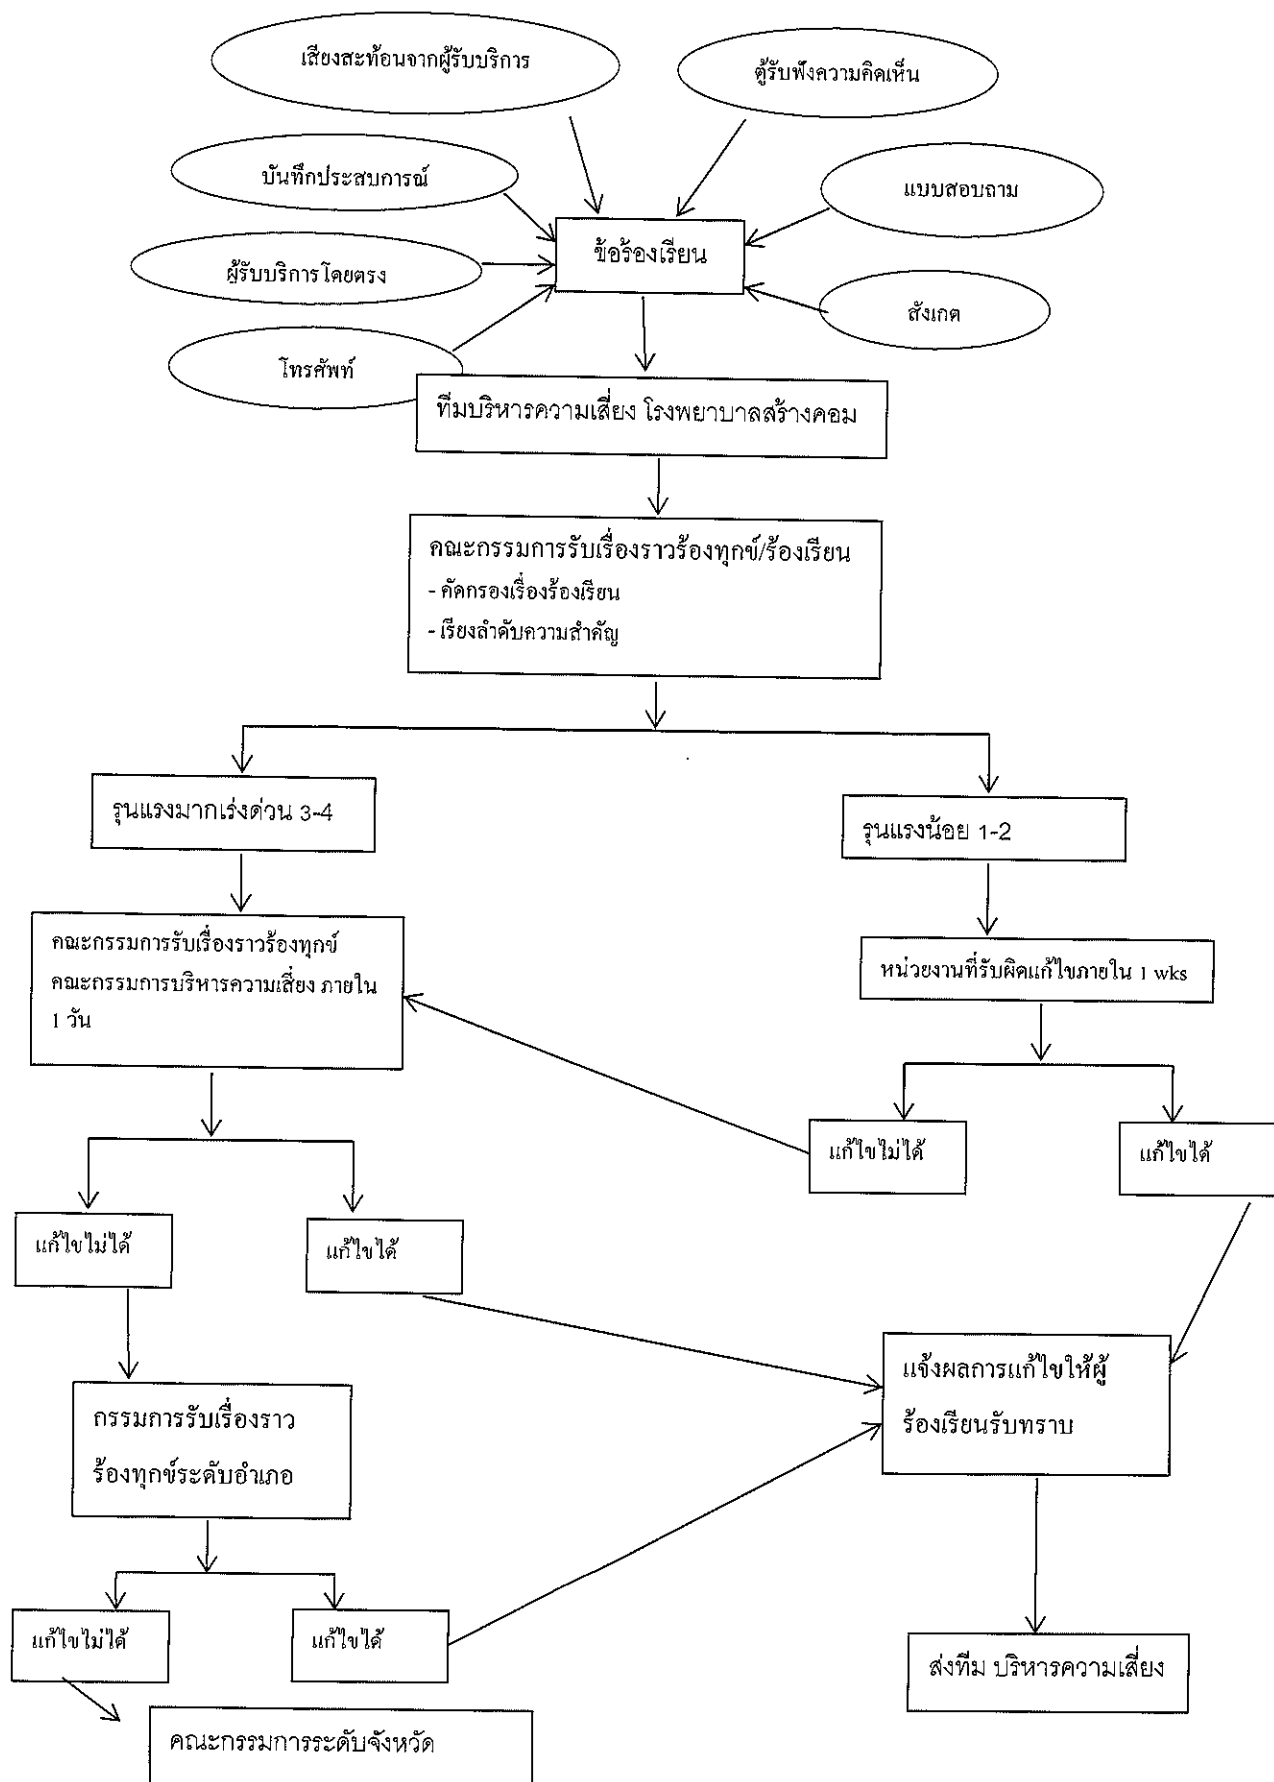 เสียงสะท้อนจากผู้รับบริการ
ตู้รับฟังความคิดเห็น
บันทึกประสบการณ์
แบบสอบถาม
ข้อร้องเรียน
ผู้รับบริการโดยตรง
สังเกต
โทรศัพท์
ทีมบริหารความเสี่ยง โรงพยาบาลสร้างคอม
คณะกรรมการรับเรื่องราวร้องทุกข์/ร้องเรียน
- คัดกรองเรื่องร้องเรียน
- เรียงลำดับความสำคัญ
รุนแรงมากเร่งด่วน 3-4
รุนแรงน้อย 1-2
คณะกรรมการรับเรื่องราวร้องทุกข์
คณะกรรมการบริหารความเสี่ยง ภายใน
1 วัน
หน่วยงานที่รับผิดแก้ไขภายใน 1 wks
แก้ไขไม่ได้
แก้ไขได้
แก้ไขไม่ได้
แก้ไขได้
แจ้งผลการแก้ไขให้ผู้
ร้องเรียนรับทราบ
กรรมการรับเรื่องราว
ร้องทุกข์ระดับอำเภอ
แก้ไขไม่ได้
แก้ไขได้
ส่งทีม บริหารความเสี่ยง
คณะกรรมการระดับจังหวัด